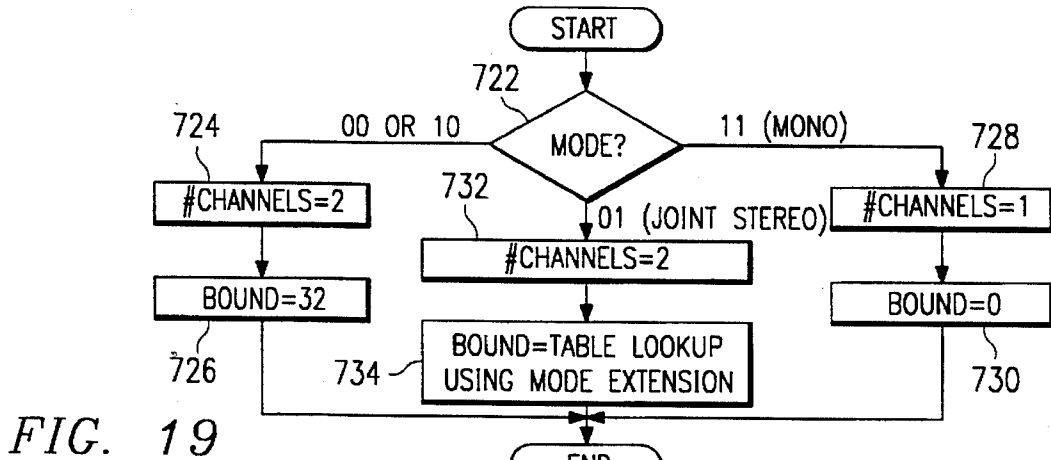 START
722
724
00 OR 10
MODE?
11 (MONO)
728
#CHANNELS=2
732
01 (JOINT STEREO)
#CHANNELS=1
#CHANNELS=2
BOUND=32
BOUND=0
726
734
BOUND=TABLE LOOKUP
USING MODE EXTENSION
730
FIG. 19
END